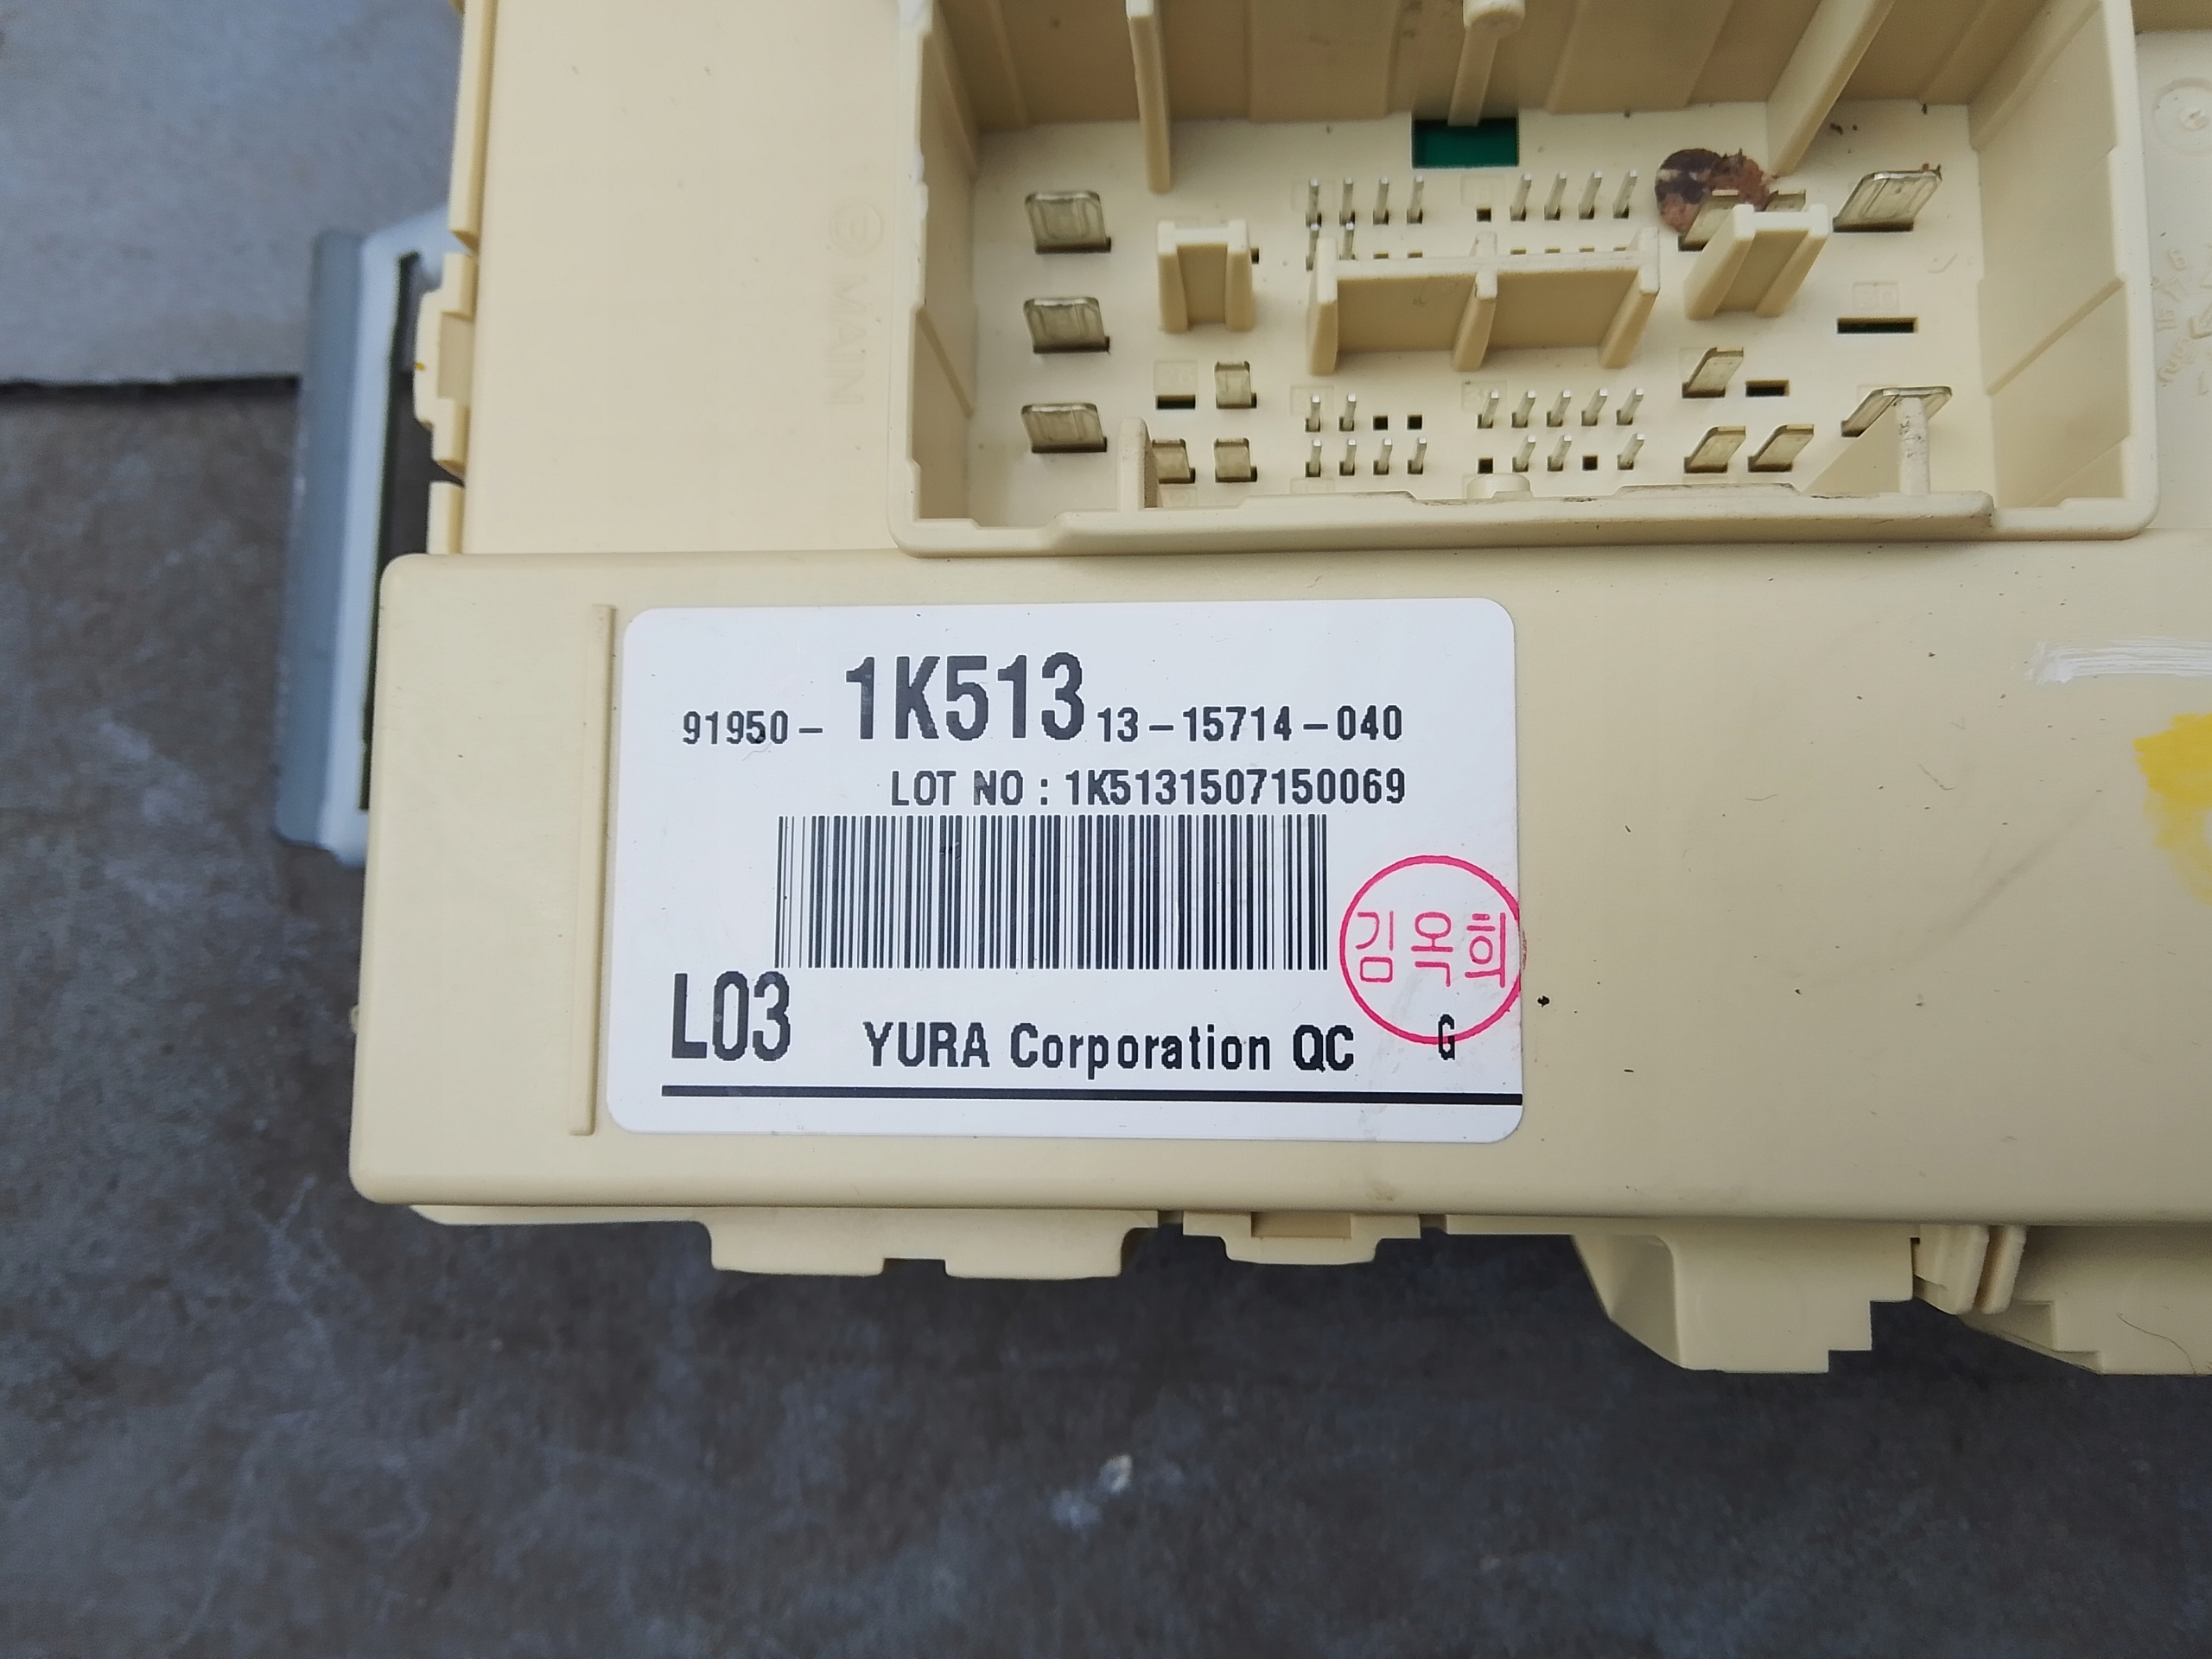 MAIN
91950- 1K513 13-15714-040
LOT NO : 1K5131507150069
김옥희
L03 YURA Corporation QC G